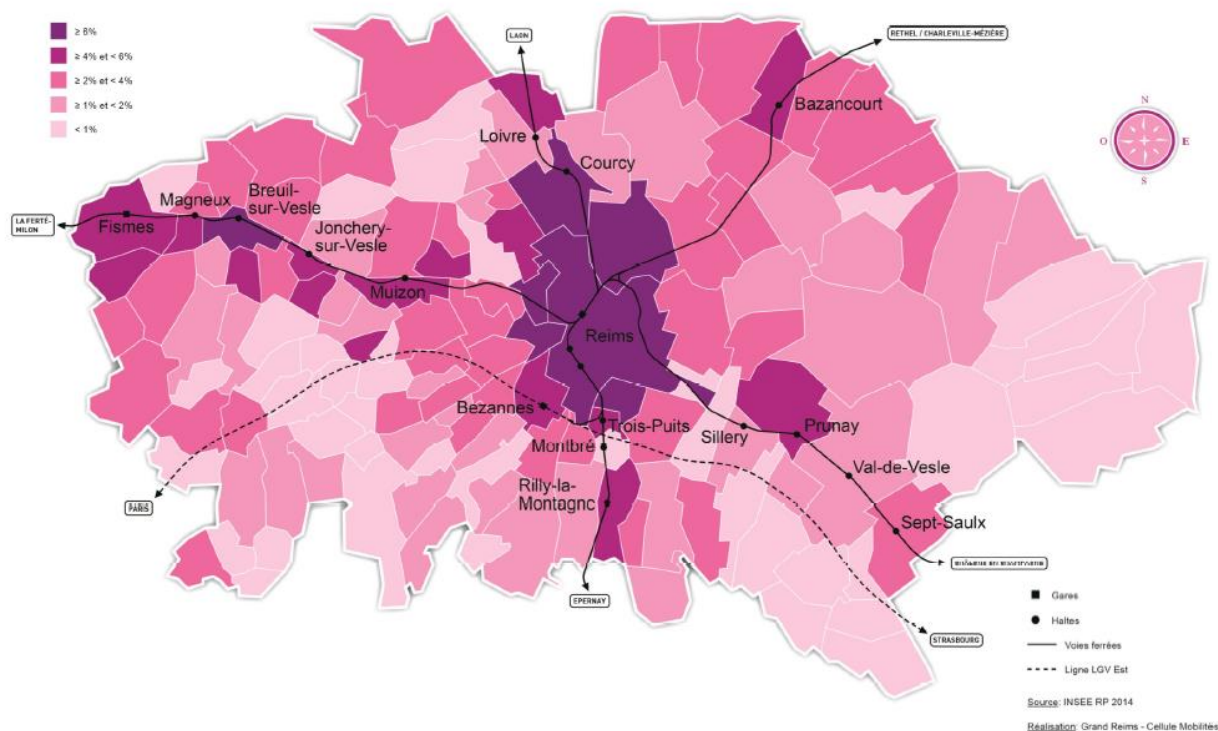 ≥ 6%
≥ 4% et < 6%
≥ 2% et < 4%
≥ 1% et < 2%
< 1%
LAON
RETHEL / CHARLEVILLE-MÉZIÈRE
Bazancourt
N
O
E
S
Loivre
Courcy
Breuil-
sur-Vesle
Magneux
LA FERTÉ-
MILON
Fismes
Jonchery-
sur-Vesle
Muizon
Reims
Bezannes
Trois-Puits
Sillery
Prunay
Montbré
Val-de-Vesle
PARIS
Rilly-la-
Montagne
Sept-Saulx
EPERNAY
STRASBOURG
Gares
Haltes
Voies ferrées
Ligne LGV Est
Source: INSEE RP 2014
Réalisation: Grand Reims - Cellule Mobilités